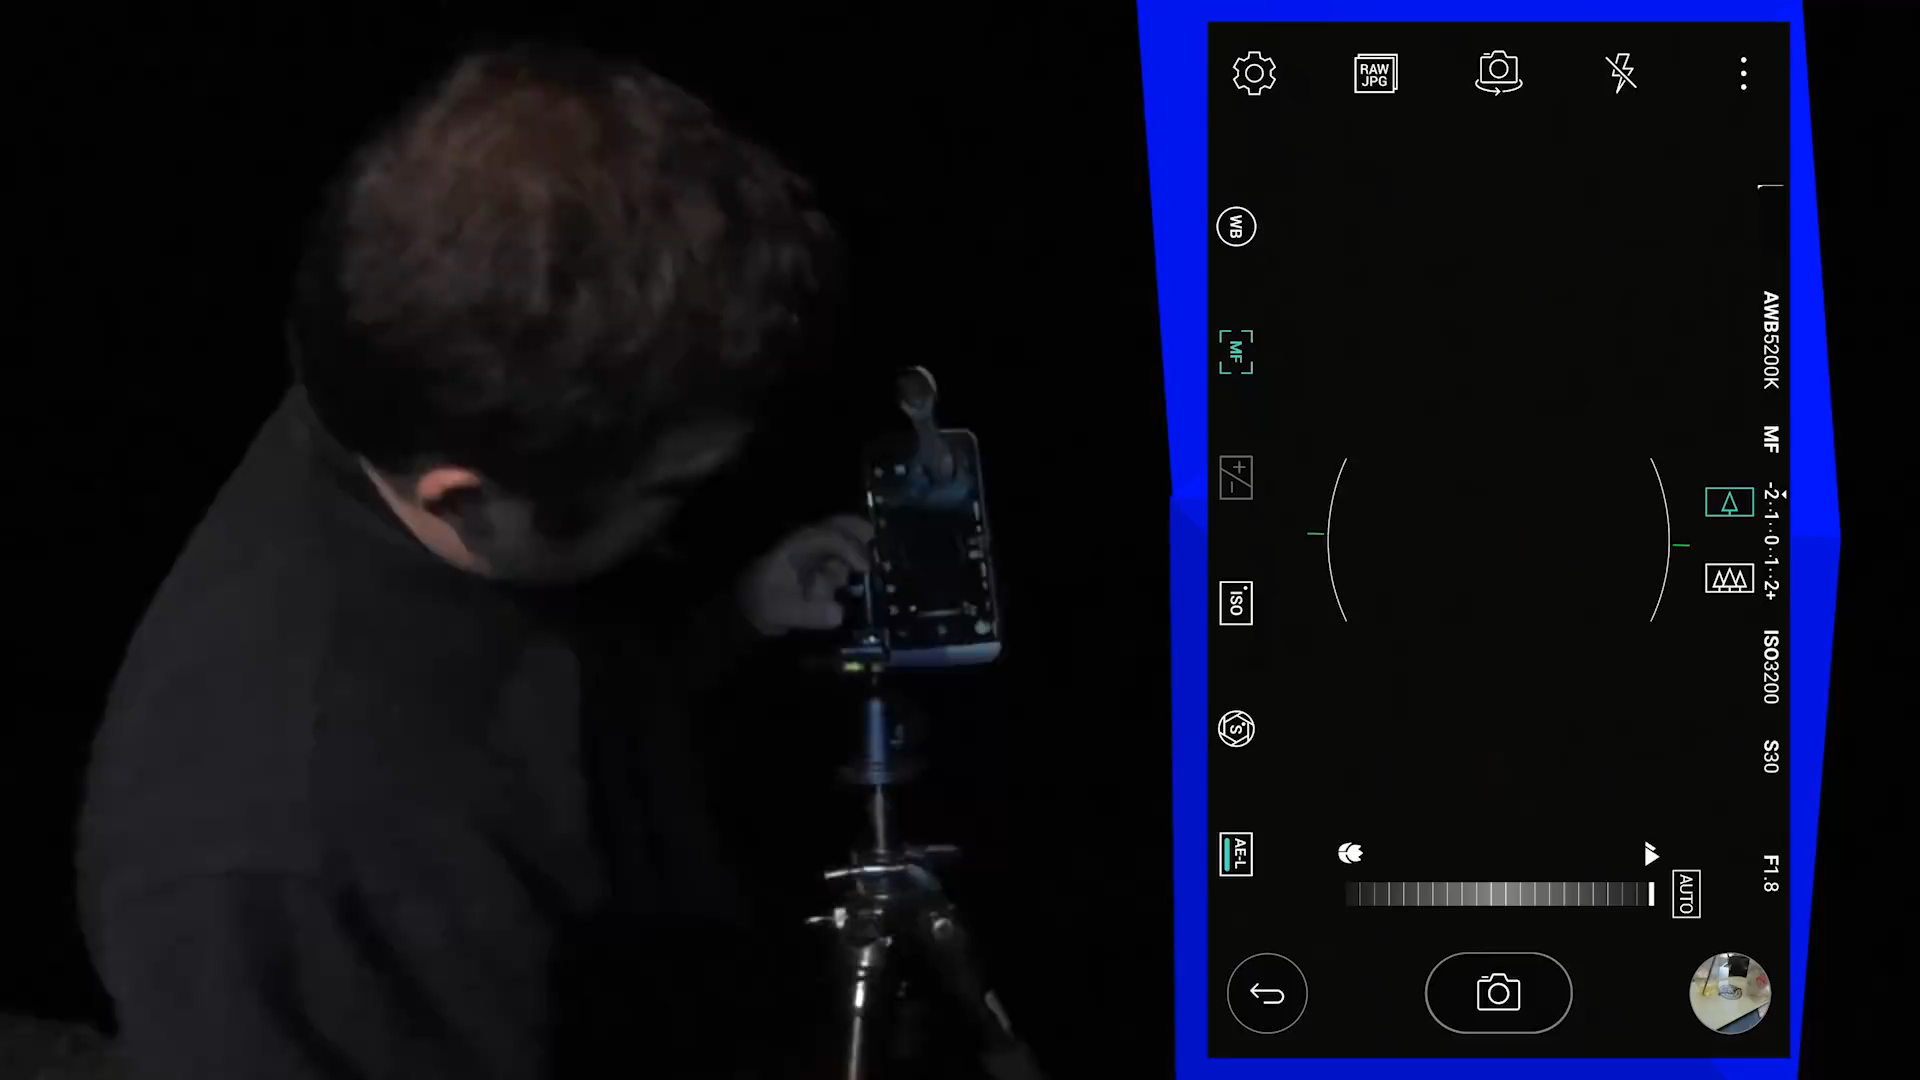 RAW
JPG
WB
MF
ISO
S
AE-L
AWB5200K MF -2··1···0··1··2+ ISO3200 S30 F1.8
AUTO